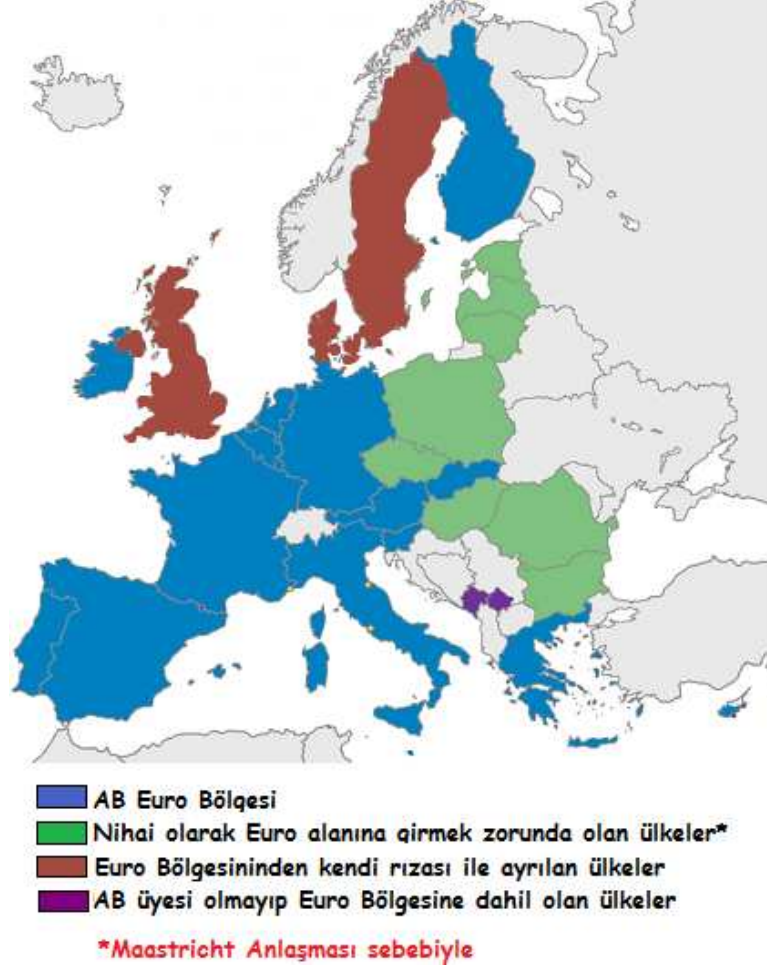 AB Euro Bölgesi
Nihai olarak Euro alanına girmek zorunda olan ülkeler*
Euro Bölgesininden kendi rızası ile ayrılan ülkeler
AB üyesi olmayıp Euro Bölgesine dahil olan ülkeler
*Maastricht Anlaşması sebebiyle